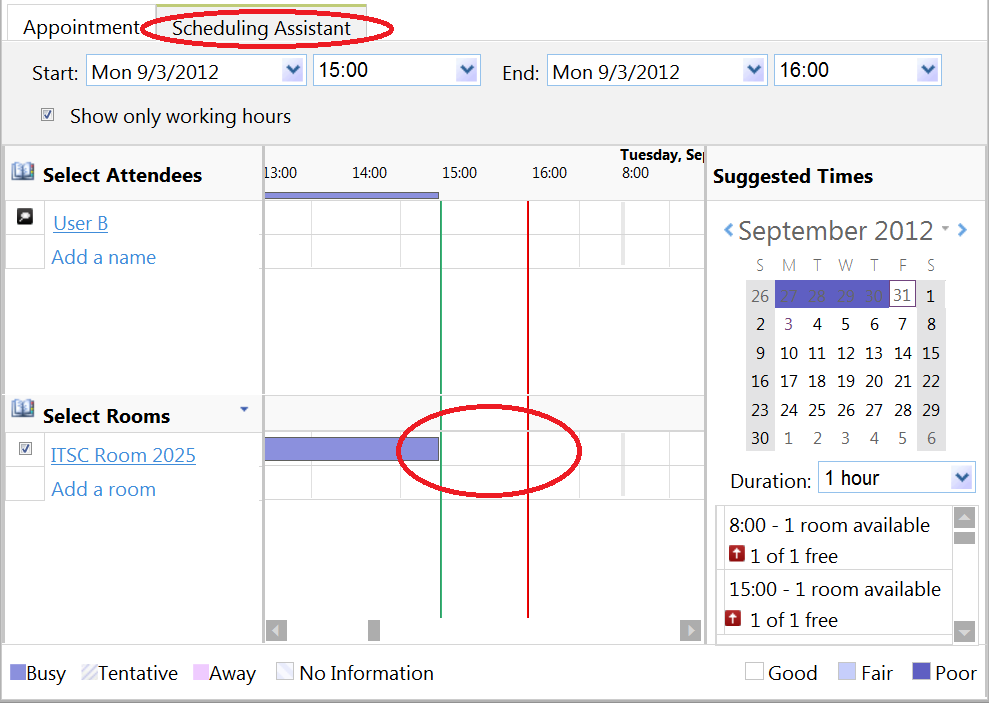 Appointment Scheduling Assistant
Start: Mon 9/3/2012 15:00 End: Mon 9/3/2012 16:00
Show only working hours
Select Attendees
User B
Add a name
Select Rooms
ITSC Room 2025
Add a room
Tuesday, Sep
13:00 14:00 15:00 16:00 8:00
Suggested Times
September 2012
S M T W T F S
26 27 28 29 30 31 1
2 3 4 5 6 7 8
9 10 11 12 13 14 15
16 17 18 19 20 21 22
23 24 25 26 27 28 29
30 1 2 3 4 5 6
Duration: 1 hour
8:00 - 1 room available
1 of 1 free
15:00 - 1 room available
1 of 1 free
Busy Tentative Away No Information Good Fair Poor